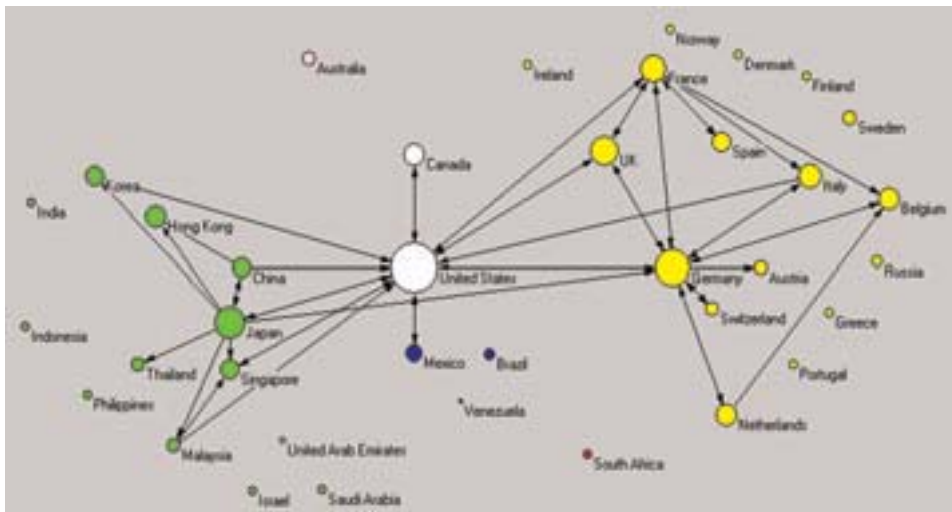 Norway
Australia
Ireland
France
Denmark
Finland
Sweden
Canada
UK
Spain
Korea
Italy
India
Hong Kong
Belgium
China
United States
Germany
Austria
Russia
Japan
Switzerland
Greece
Indonesia
Thailand
Singapore
Mexico
Brazil
Portugal
Philippines
Venezuela
Netherlands
Malaysia
United Arab Emirates
South Africa
Israel
Saudi Arabia